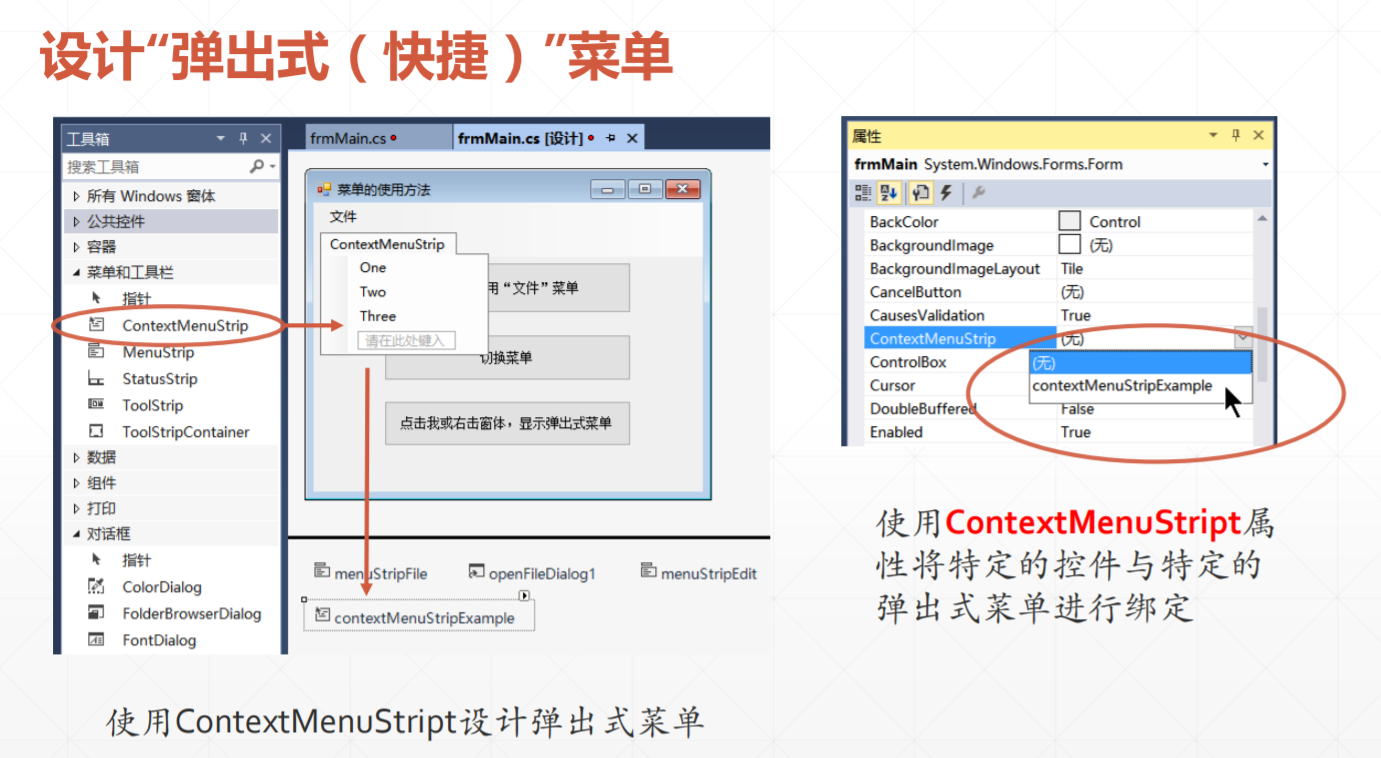 设计“弹出式（快捷）”菜单
工具箱
搜索工具箱
所有 Windows 窗体
公共控件
容器
菜单和工具栏
指针
ContextMenuStrip
MenuStrip
StatusStrip
ToolStrip
ToolStripContainer
数据
组件
打印
对话框
指针
ColorDialog
FolderBrowserDialog
FontDialog
frmMain.cs
frmMain.cs [设计]
菜单的使用方法
文件
ContextMenuStrip
One
Two
Three
请在此处键入
用“文件”菜单
切换菜单
点击我或右击窗体，显示弹出式菜单
menuStripFile
openFileDialog1
menuStripEdit
contextMenuStripExample
使用ContextMenuStript设计弹出式菜单
属性
frmMain System.Windows.Forms.Form
BackColor Control
BackgroundImage (无)
BackgroundImageLayout Tile
CancelButton (无)
CausesValidation True
ContextMenuStrip (无)
ControlBox (无)
Cursor contextMenuStripExample
DoubleBuffered False
Enabled True
使用ContextMenuStript属
性将特定的控件与特定的
弹出式菜单进行绑定